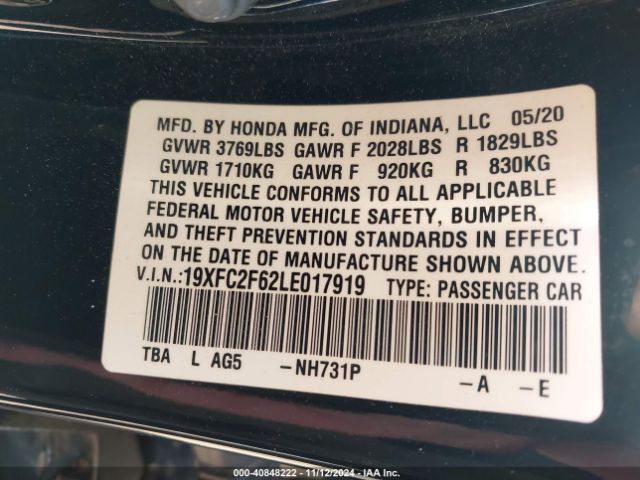 MFD. BY HONDA MFG. OF INDIANA, LLC 05/20
GVWR 3769LBS GAWR F 2028LBS R 1829LBS
GVWR 1710KG GAWR F 920KG R 830KG
THIS VEHICLE CONFORMS TO ALL APPLICABLE
FEDERAL MOTOR VEHICLE SAFETY, BUMPER,
AND THEFT PREVENTION STANDARDS IN EFFECT
ON THE DATE OF MANUFACTURE SHOWN ABOVE.
V.I.N.:19XFC2F62LE017919 TYPE: PASSENGER CAR
TBA L AG5 -NH731P -A -E
000-40848222 - 11/12/2024 - IAA Inc.